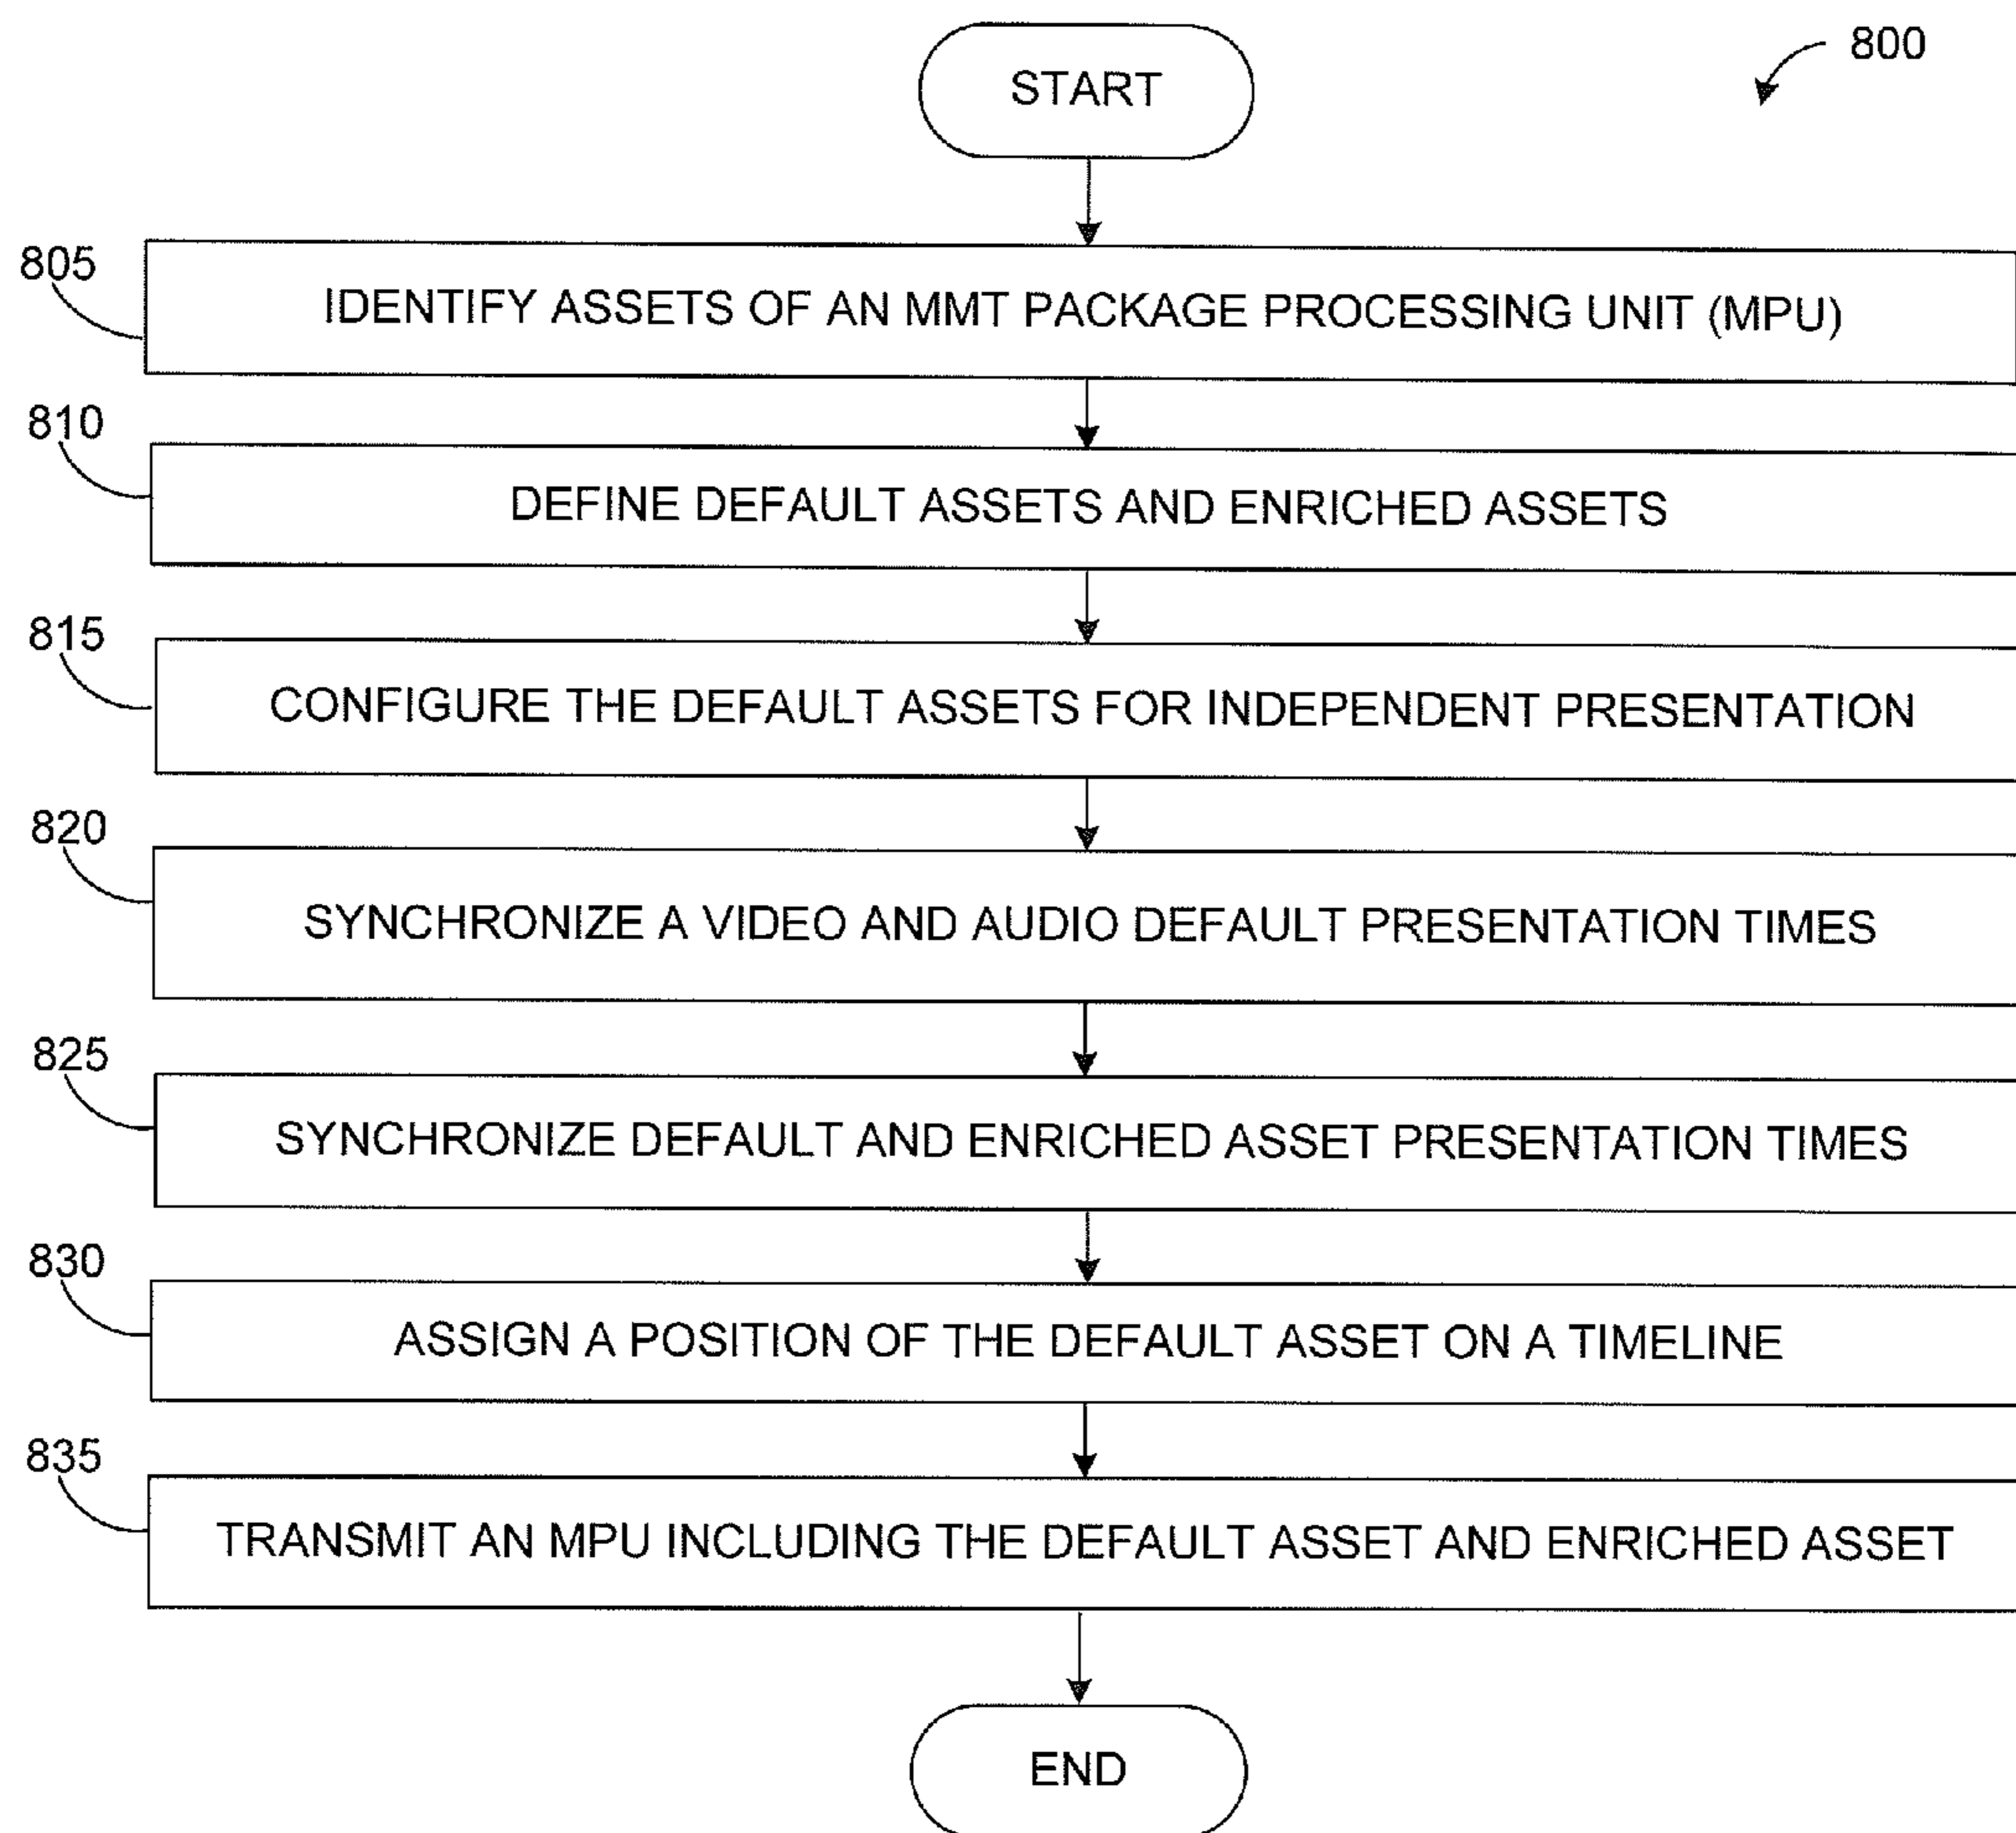 800
START
805
IDENTIFY ASSETS OF AN MMT PACKAGE PROCESSING UNIT (MPU)
810
DEFINE DEFAULT ASSETS AND ENRICHED ASSETS
815
CONFIGURE THE DEFAULT ASSETS FOR INDEPENDENT PRESENTATION
820
SYNCHRONIZE A VIDEO AND AUDIO DEFAULT PRESENTATION TIMES
825
SYNCHRONIZE DEFAULT AND ENRICHED ASSET PRESENTATION TIMES
830
ASSIGN A POSITION OF THE DEFAULT ASSET ON A TIMELINE
835
TRANSMIT AN MPU INCLUDING THE DEFAULT ASSET AND ENRICHED ASSET
END